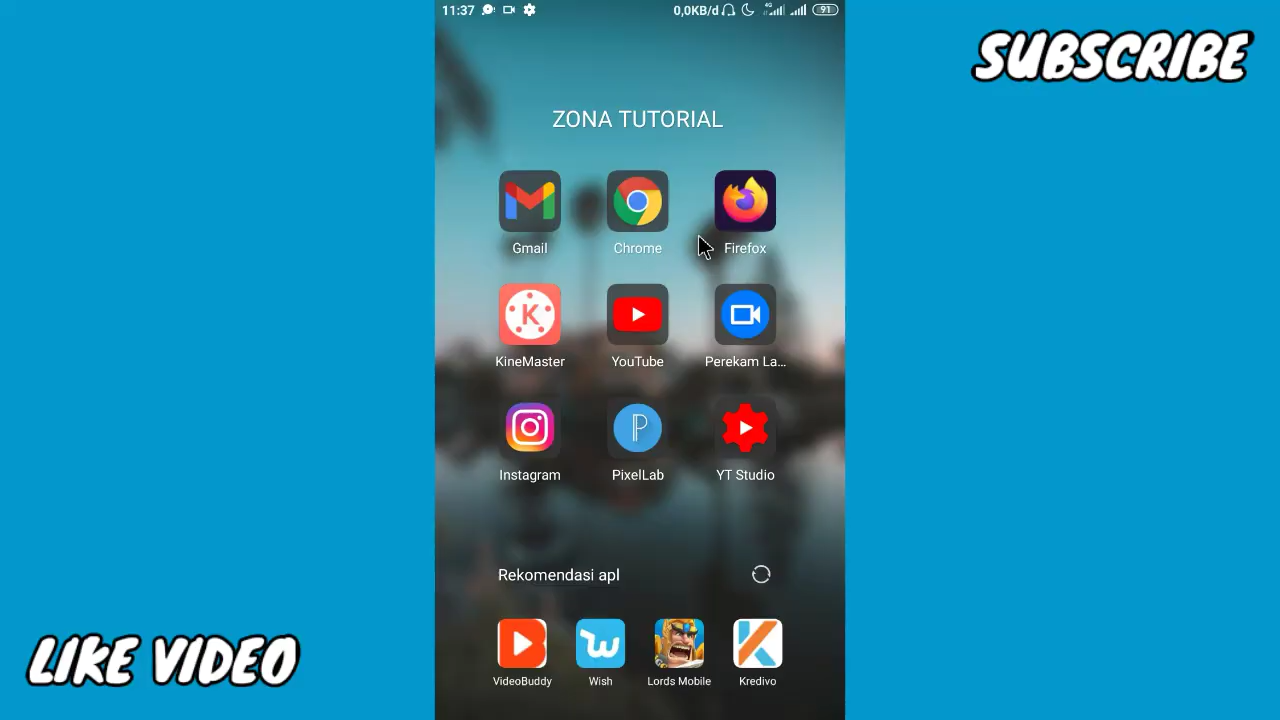 11:37
0,0KB/d
4G
91
SUBSCRIBE
ZONA TUTORIAL
Gmail
Chrome
Firefox
K
KineMaster
YouTube
Perekam La...
P
Instagram
PixelLab
YT Studio
Rekomendasi apl
VideoBuddy
Wish
Lords Mobile
Kredivo
LIKE VIDEO